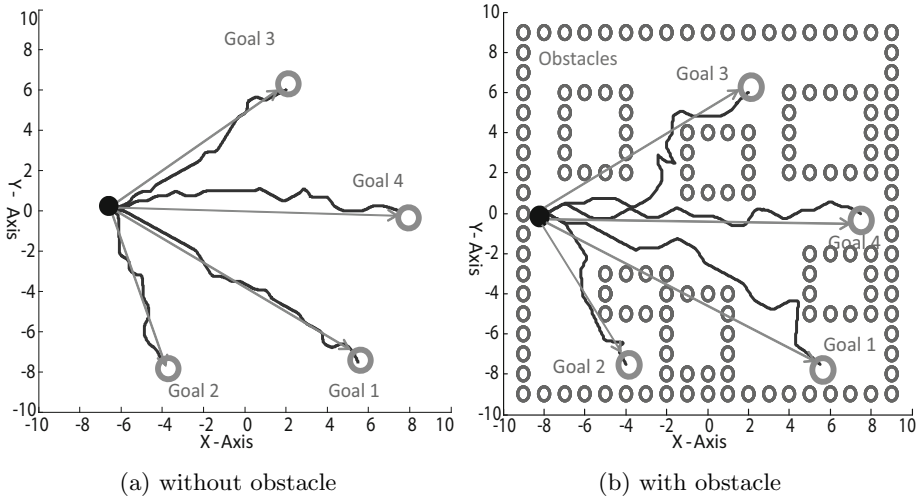 10
8
6
4
2
0
-2
-4
-6
-8
-10
Y - Axis
-10 -8 -6 -4 -2 0 2 4 6 8 10
X - Axis
Goal 3
Goal 4
Goal 2
Goal 1
(a) without obstacle
10
8
6
4
2
0
-2
-4
-6
-8
-10
Y - Axis
-10 -8 -6 -4 -2 0 2 4 6 8 10
X - Axis
Obstacles
Goal 3
Goal 4
Goal 1
Goal 2
(b) with obstacle